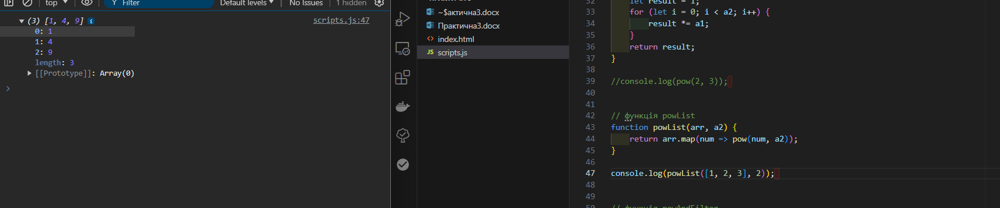 top
Filter
Default levels
No Issues
1 hidden
(3) [1, 4, 9]
scripts.js:47
0: 1
1: 4
2: 9
length: 3
[[Prototype]]: Array(0)
~$актична3.docx
Практична3.docx
index.html
JS scripts.js
32 let result = 1;
33 for (let i = 0; i < a2; i++) {
34 result *= a1;
35 }
36 return result;
37 }
38
39 //console.log(pow(2, 3));
40
41
42 // функція powList
43 function powList(arr, a2) {
44 return arr.map(num => pow(num, a2));
45 }
46
47 console.log(powList([1, 2, 3], 2));
48
49
50 // функція powAndFilter